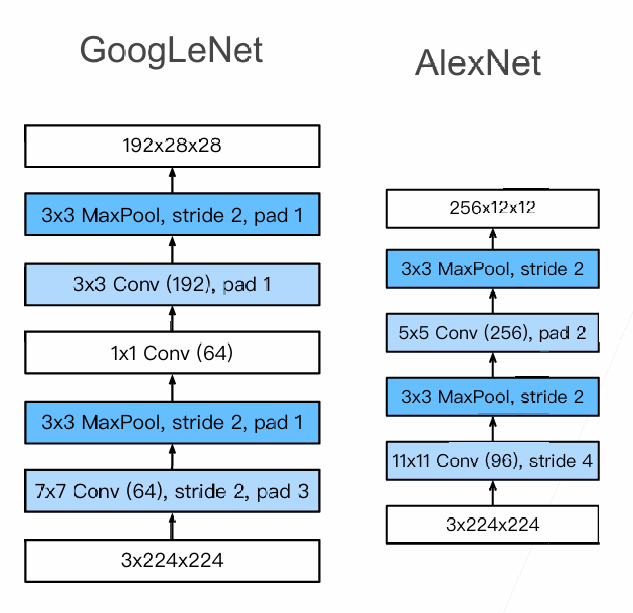 GoogLeNet
192x28x28
3x3 MaxPool, stride 2, pad 1
3x3 Conv (192), pad 1
1x1 Conv (64)
3x3 MaxPool, stride 2, pad 1
7x7 Conv (64), stride 2, pad 3
3x224x224
AlexNet
256x12x12
3x3 MaxPool, stride 2
5x5 Conv (256), pad 2
3x3 MaxPool, stride 2
11x11 Conv (96), stride 4
3x224x224